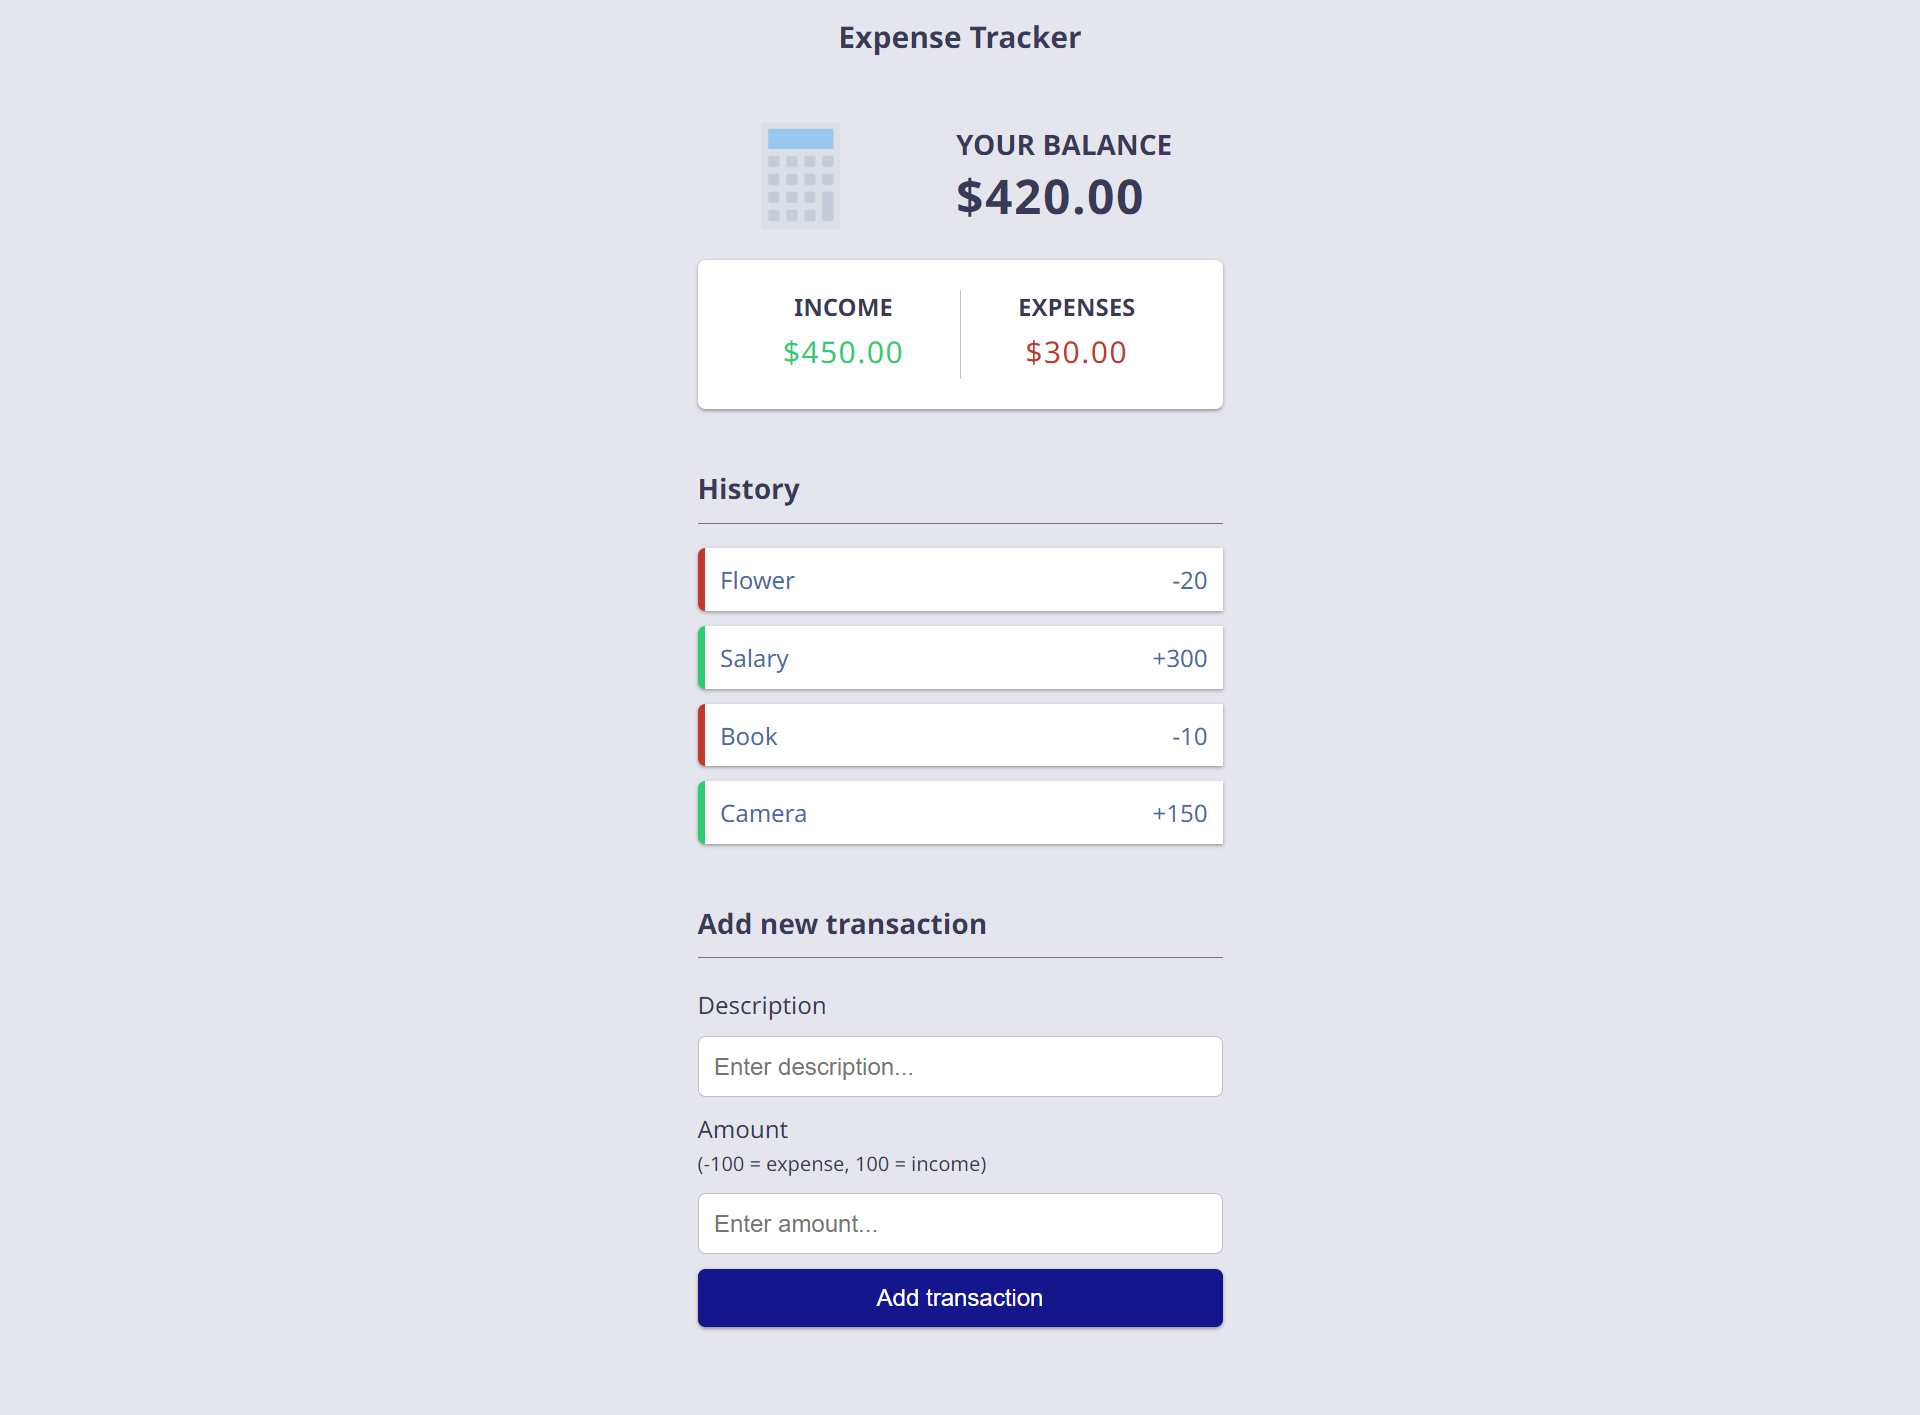 Expense Tracker
YOUR BALANCE
$420.00
INCOME
$450.00
EXPENSES
$30.00
History
Flower -20
Salary +300
Book -10
Camera +150
Add new transaction
Description
Enter description...
Amount
(-100 = expense, 100 = income)
Enter amount...
Add transaction